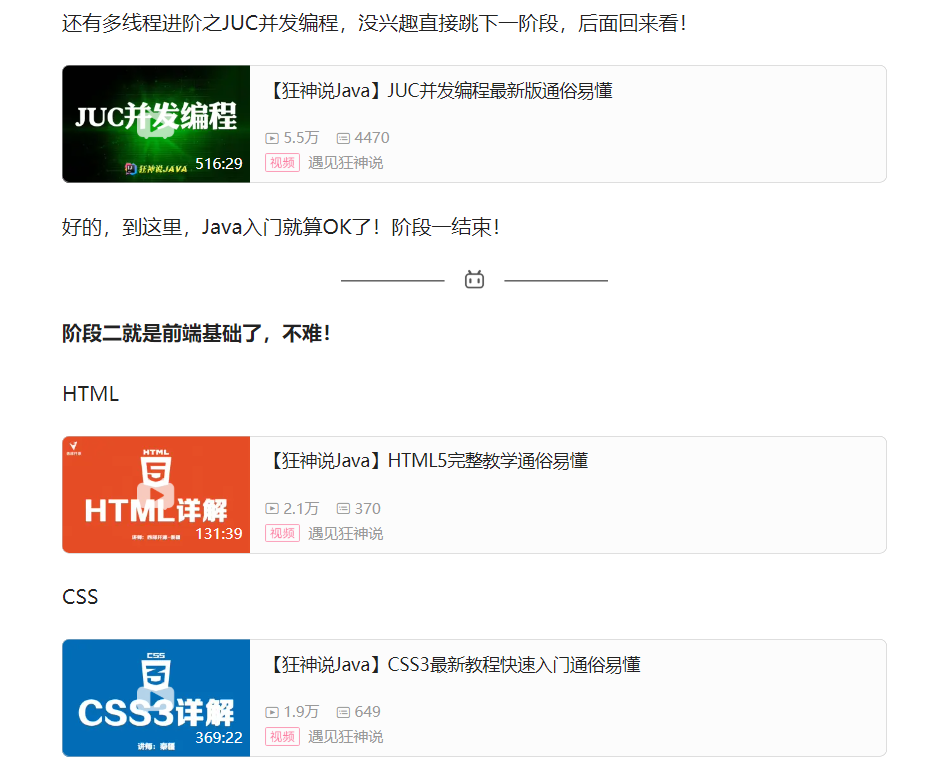 还有多线程进阶之JUC并发编程，没兴趣直接跳下一阶段，后面回来看！
JUC并发编程
狂神说JAVA
516:29
【狂神说Java】JUC并发编程最新版通俗易懂
5.5万 4470
视频 遇见狂神说
好的，到这里，Java入门就算OK了！阶段一结束！
阶段二就是前端基础了，不难！
HTML
HTML
5
HTML详解
131:39
【狂神说Java】HTML5完整教学通俗易懂
2.1万 370
视频 遇见狂神说
CSS
CSS
3
CSS3详解
讲师：秦疆
369:22
【狂神说Java】CSS3最新教程快速入门通俗易懂
1.9万 649
视频 遇见狂神说